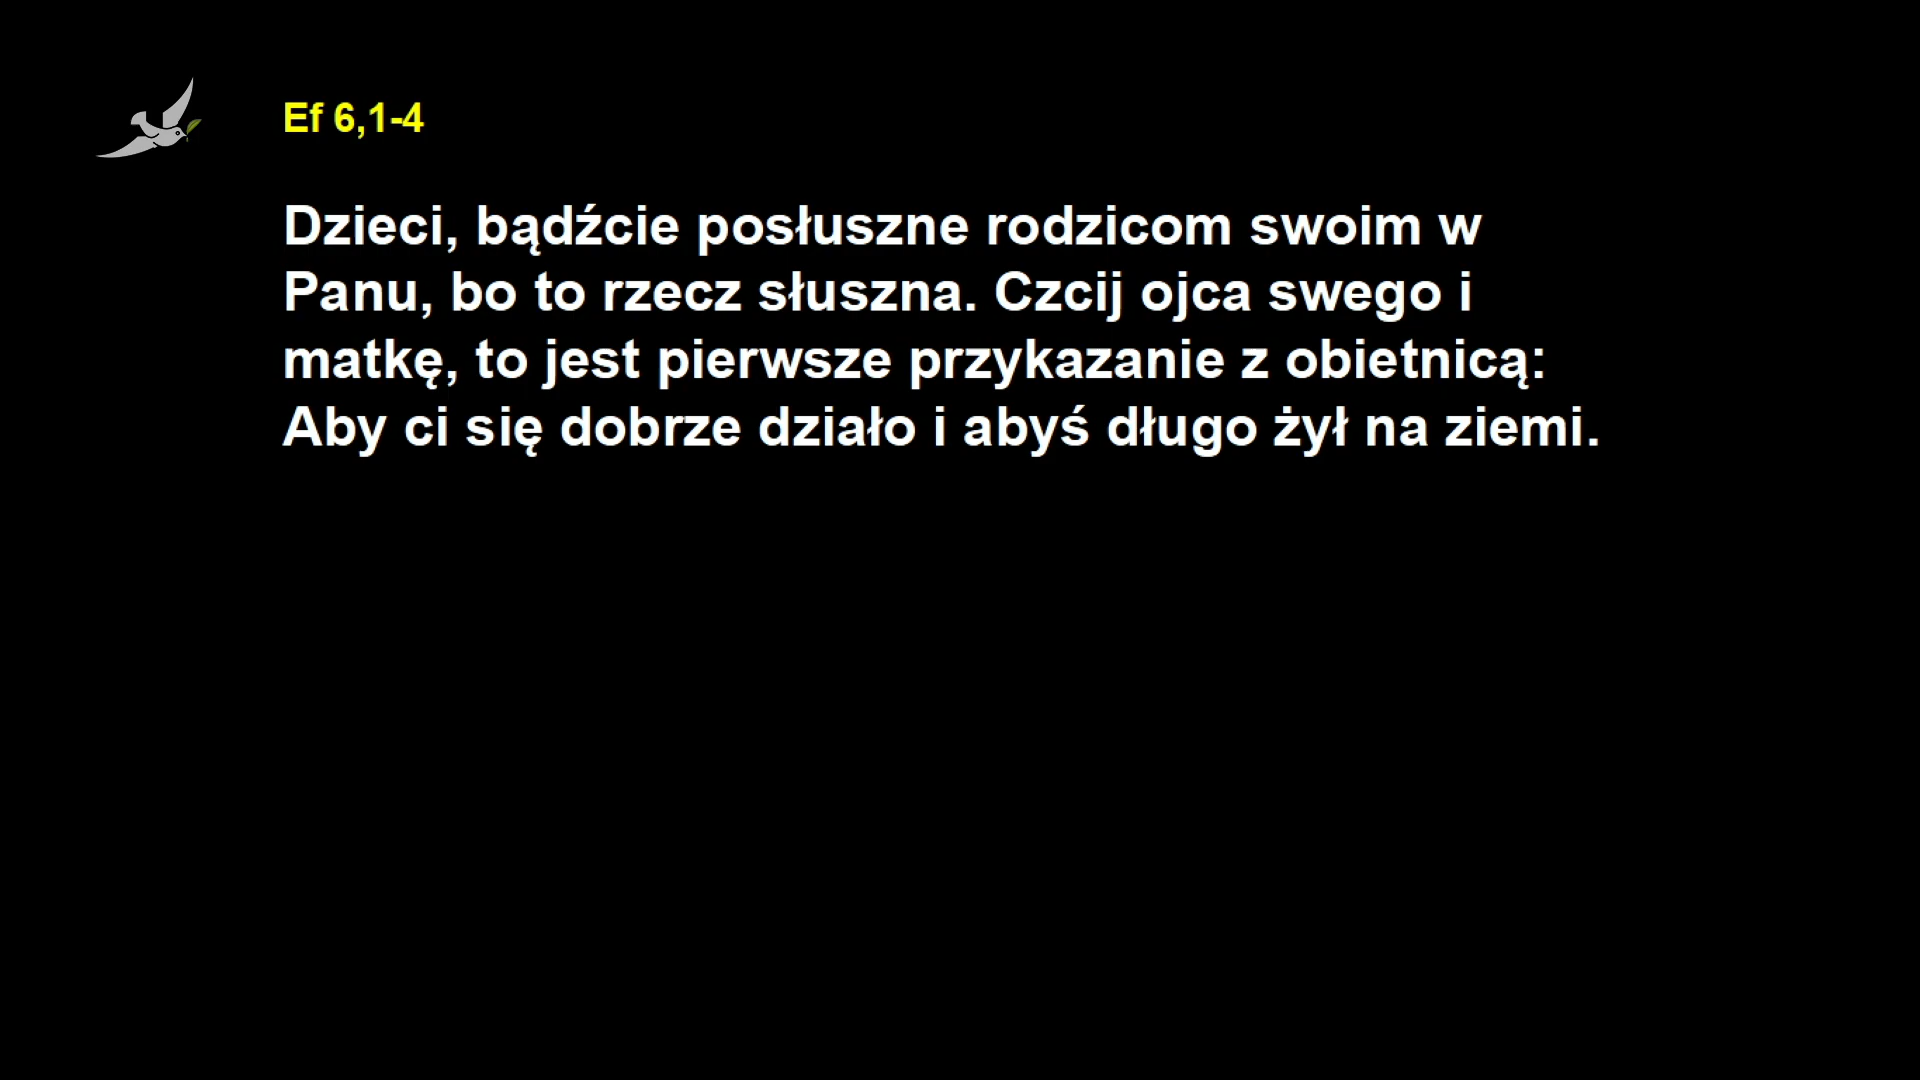 Ef 6,1-4
Dzieci, bądźcie posłuszne rodzicom swoim w
Panu, bo to rzecz słuszna. Czcij ojca swego i
matkę, to jest pierwsze przykazanie z obietnicą:
Aby ci się dobrze działo i abyś długo żył na ziemi.